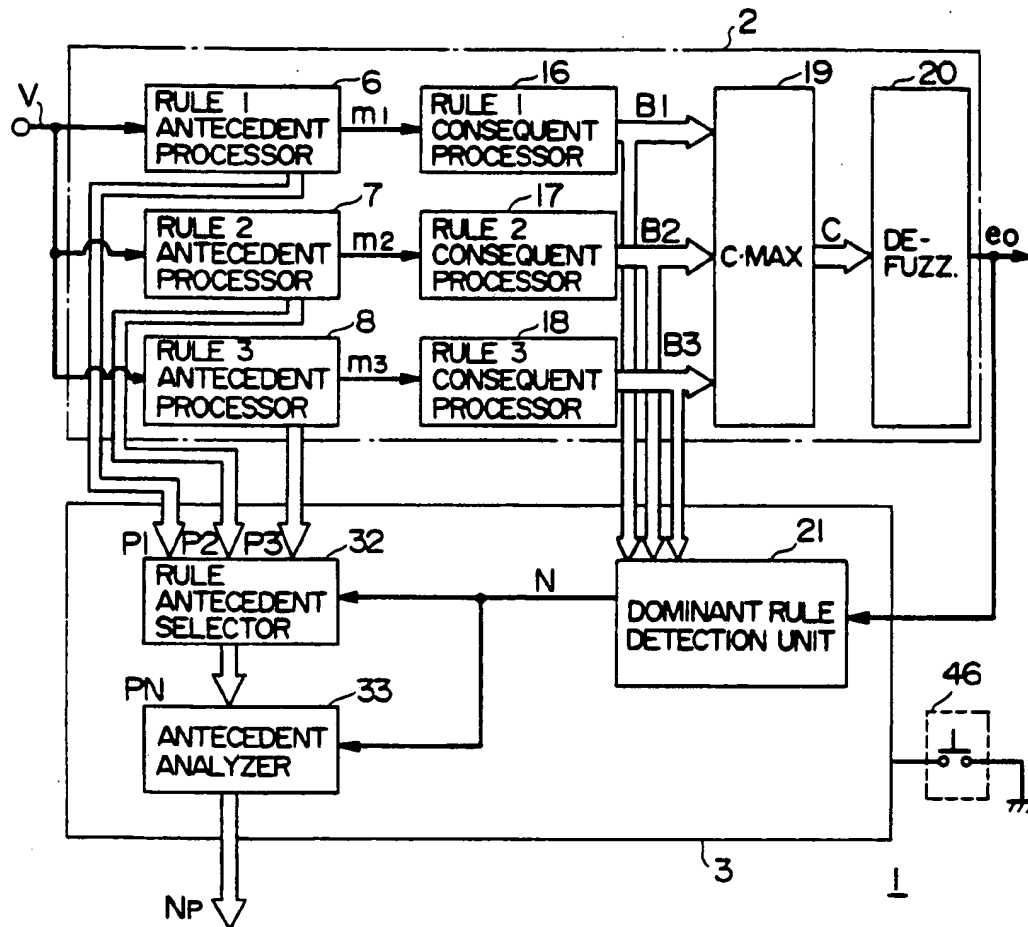 2
6
16
19
20
V
RULE 1
ANTECEDENT
PROCESSOR
m1
RULE 1
CONSEQUENT
PROCESSOR
B1
7
17
RULE 2
ANTECEDENT
PROCESSOR
m2
RULE 2
CONSEQUENT
PROCESSOR
B2
C·MAX
C
DE-
FUZZ.
eo
8
18
RULE 3
ANTECEDENT
PROCESSOR
m3
RULE 3
CONSEQUENT
PROCESSOR
B3
P1
P2
P3
32
21
RULE
ANTECEDENT
SELECTOR
N
DOMINANT RULE
DETECTION UNIT
PN
33
46
ANTECEDENT
ANALYZER
3
1
NP